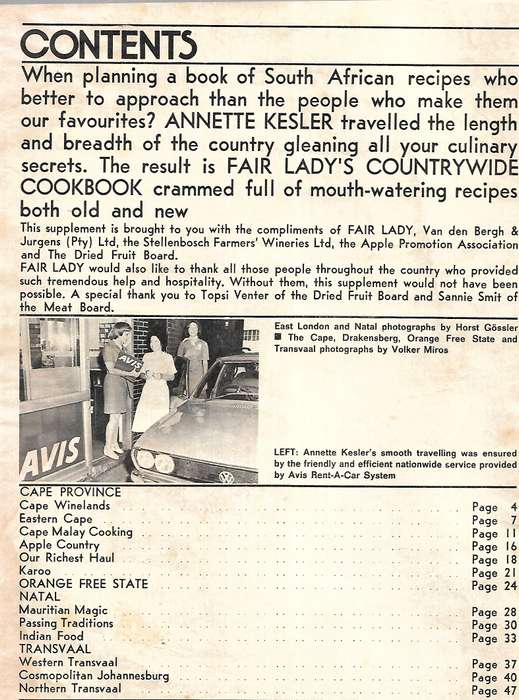 CONTENTS
When planning a book of South African recipes who
better to approach than the people who make them
our favourites? ANNETTE KESLER travelled the length
and breadth of the country gleaning all your culinary
secrets. The result is FAIR LADY'S COUNTRYWIDE
COOKBOOK crammed full of mouth-watering recipes
both old and new
This supplement is brought to you with the compliments of FAIR LADY, Van den Bergh &
Jurgens (Pty) Ltd, the Stellenbosch Farmers' Wineries Ltd, the Apple Promotion Association
and The Dried Fruit Board.
FAIR LADY would also like to thank all those people throughout the country who provided
such tremendous help and hospitality. Without them, this supplement would not have been
possible. A special thank you to Topsi Venter of the Dried Fruit Board and Sannie Smit of
the Meat Board.
East London and Natal photographs by Horst Gössler
■ The Cape, Drakensberg, Orange Free State and
Transvaal photographs by Volker Miros
AVIS
AVIS
LEFT: Annette Kesler's smooth travelling was ensured
by the friendly and efficient nationwide service provided
by Avis Rent-A-Car System
CAPE PROVINCE
Cape Winelands Page 4
Eastern Cape Page 7
Cape Malay Cooking Page 11
Apple Country Page 16
Our Richest Haul Page 18
Karoo Page 21
ORANGE FREE STATE Page 24
NATAL
Mauritian Magic Page 28
Passing Traditions Page 30
Indian Food Page 33
TRANSVAAL
Western Transvaal Page 37
Cosmopolitan Johannesburg Page 40
Northern Transvaal Page 47